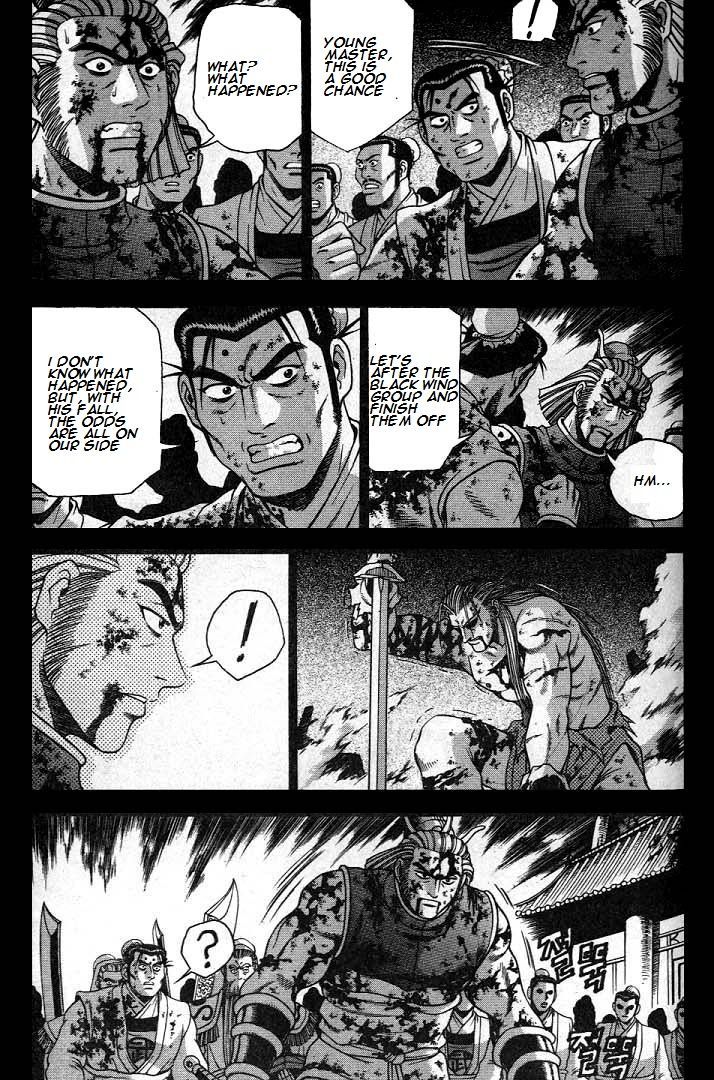 WHAT?
WHAT
HAPPENED?
YOUNG
MASTER,
THIS IS
A GOOD
CHANCE
!
I DON'T
KNOW WHAT
HAPPENED,
BUT, WITH
HIS FALL,
THE ODDS
ARE ALL ON
OUR SIDE
LET'S
AFTER THE
BLACK WIND
GROUP AND
FINISH
THEM OFF
HM...
!
?
쩔뚝
절뚝